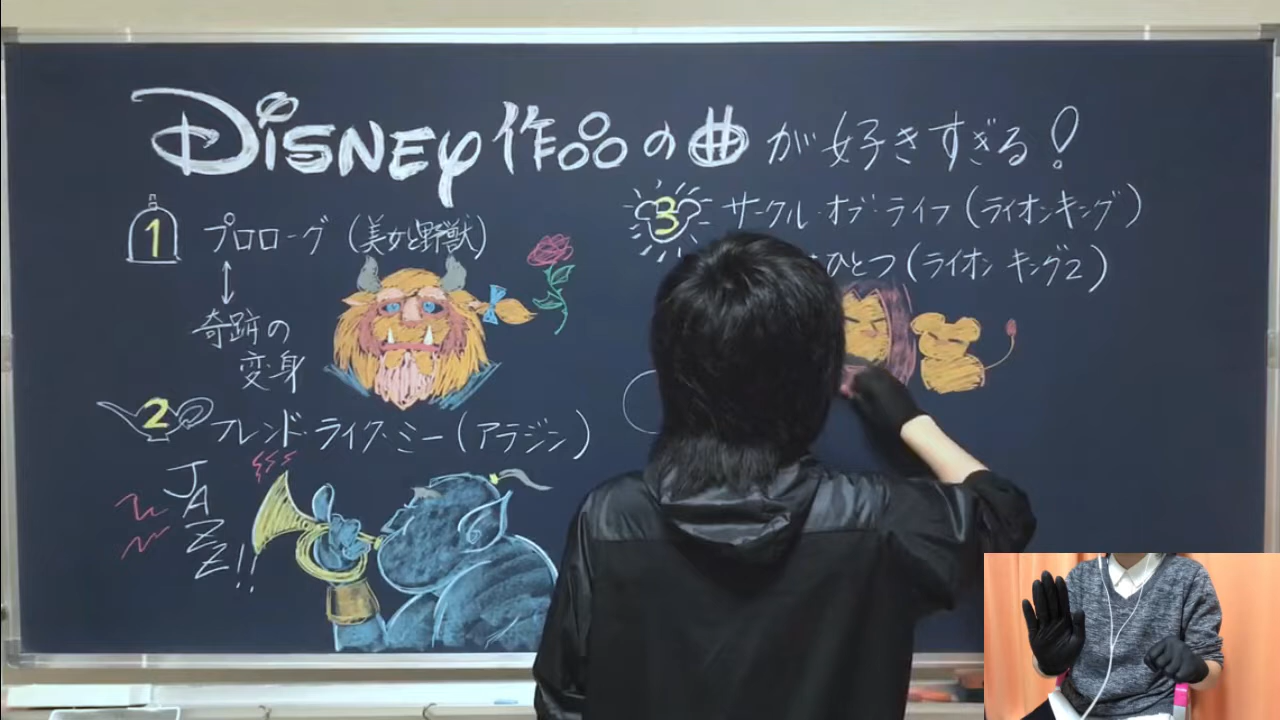 DISNEY作品の曲が好きすぎる!
1 プロローグ(美女と野獣)
↕
奇跡の
変身
2 フレンド・ライク・ミー(アラジン)
JAZZ!!
3 サークル・オブ・ライフ(ライオンキング)
ひとつ(ライオンキング2)